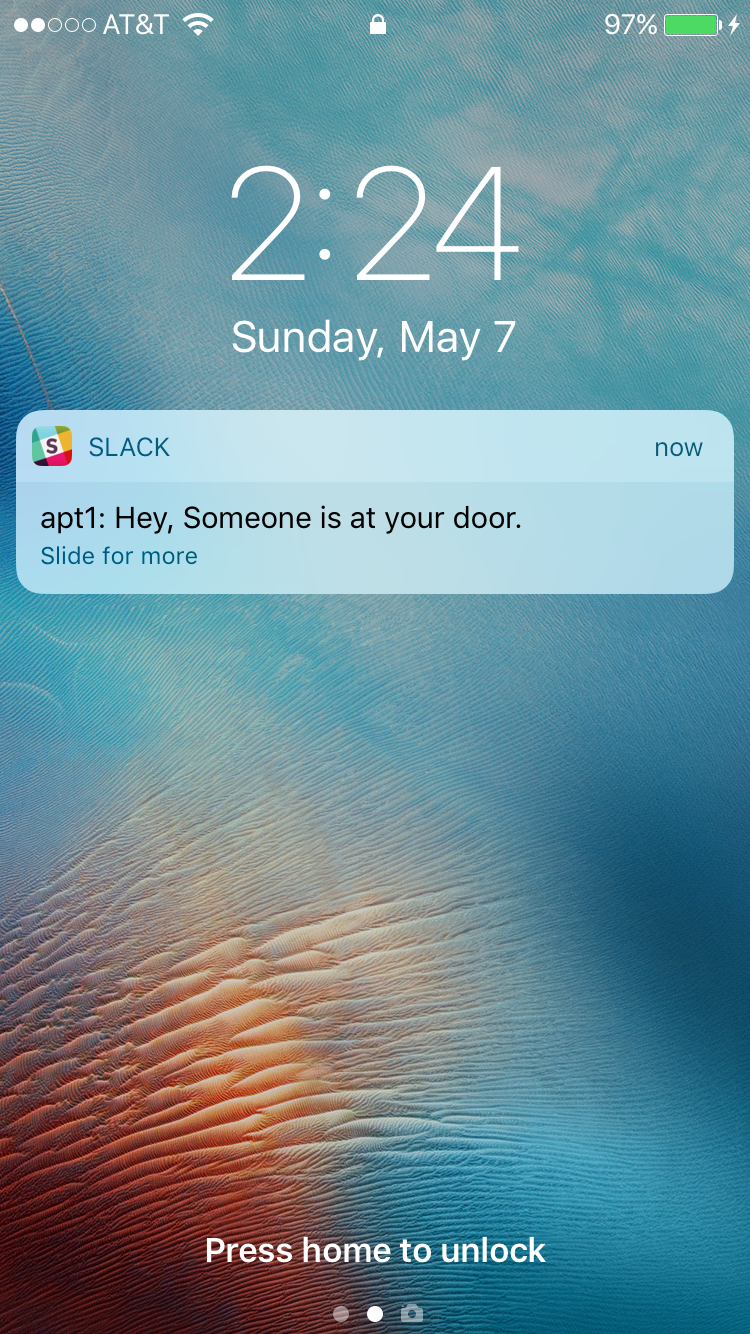 AT&T 97%
2:24
Sunday, May 7
S SLACK now
apt1: Hey, Someone is at your door.
Slide for more
Press home to unlock